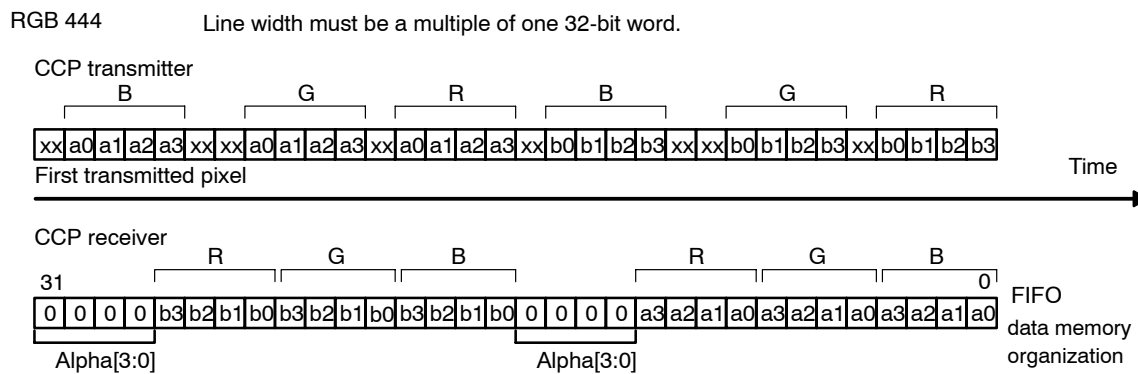 RGB 444 Line width must be a multiple of one 32-bit word.
CCP transmitter
B G R B G R
xx a0 a1 a2 a3 xx xx a0 a1 a2 a3 xx a0 a1 a2 a3 xx b0 b1 b2 b3 xx xx b0 b1 b2 b3 xx b0 b1 b2 b3
First transmitted pixel
Time
CCP receiver
R G B R G B
31 0
0 0 0 0 b3 b2 b1 b0 b3 b2 b1 b0 b3 b2 b1 b0 0 0 0 0 a3 a2 a1 a0 a3 a2 a1 a0 a3 a2 a1 a0
FIFO
data memory
organization
Alpha[3:0] Alpha[3:0]